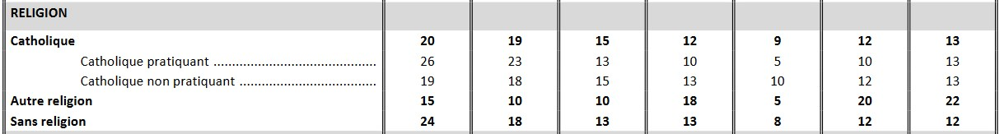 RELIGION
Catholique 20 19 15 12 9 12 13
Catholique pratiquant ............................................ 26 23 13 10 5 10 13
Catholique non pratiquant ..................................... 19 18 15 13 10 12 13
Autre religion 15 10 10 18 5 20 22
Sans religion 24 18 13 13 8 12 12